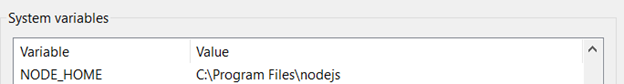 System variables
Variable Value
NODE_HOME C:\Program Files\nodejs